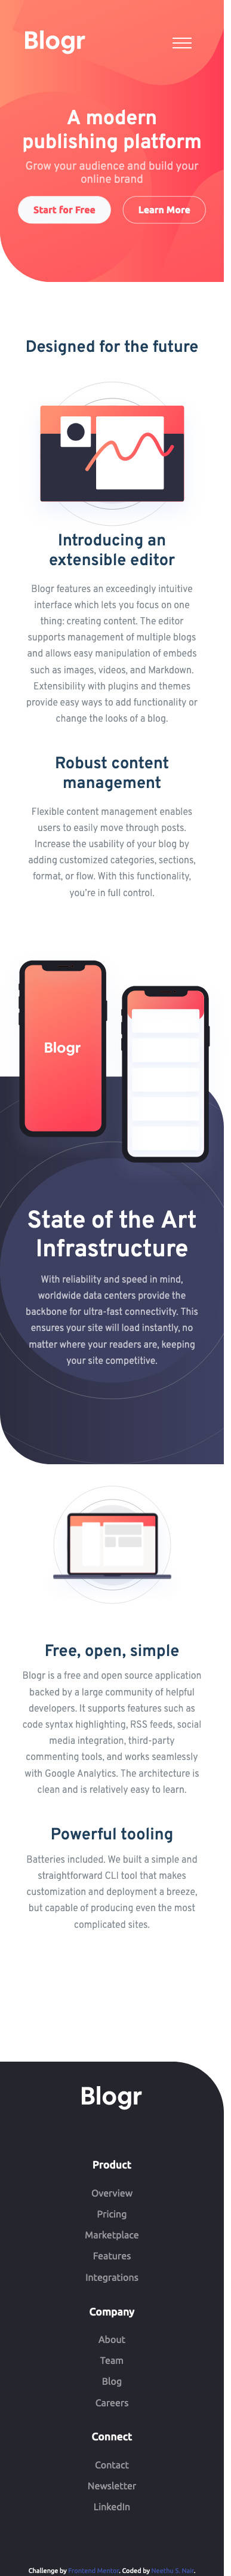 Blogr
A modern
publishing platform
Grow your audience and build your
online brand
Start for Free
Learn More
Designed for the future
Introducing an
extensible editor
Blogr features an exceedingly intuitive
interface which lets you focus on one
thing: creating content. The editor
supports management of multiple blogs
and allows easy manipulation of embeds
such as images, videos, and Markdown.
Extensibility with plugins and themes
provide easy ways to add functionality or
change the looks of a blog.
Robust content
management
Flexible content management enables
users to easily move through posts.
Increase the usability of your blog by
adding customized categories, sections,
format, or flow. With this functionality,
you're in full control.
Blogr
State of the Art
Infrastructure
With reliability and speed in mind,
worldwide data centers provide the
backbone for ultra-fast connectivity. This
ensures your site will load instantly, no
matter where your readers are, keeping
your site competitive.
Free, open, simple
Blogr is a free and open source application
backed by a large community of helpful
developers. It supports features such as
code syntax highlighting, RSS feeds, social
media integration, third-party
commenting tools, and works seamlessly
with Google Analytics. The architecture is
clean and is relatively easy to learn.
Powerful tooling
Batteries included. We built a simple and
straightforward CLI tool that makes
customization and deployment a breeze,
but capable of producing even the most
complicated sites.
Blogr
Product
Overview
Pricing
Marketplace
Features
Integrations
Company
About
Team
Blog
Careers
Connect
Contact
Newsletter
LinkedIn
Challenge by Frontend Mentor. Coded by Neethu S. Nair.